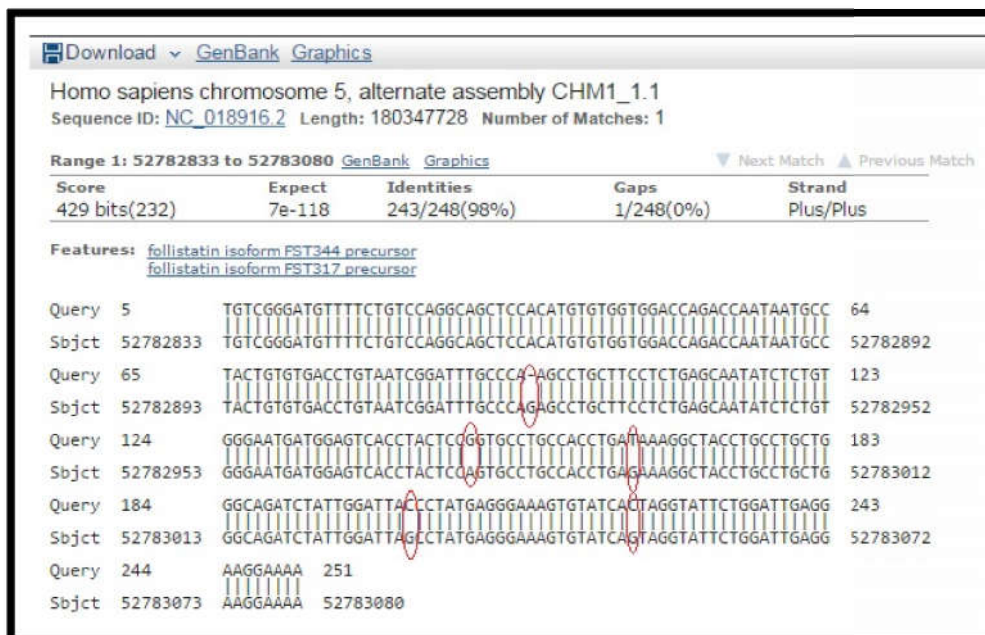 Download GenBank Graphics
Homo sapiens chromosome 5, alternate assembly CHM1_1.1
Sequence ID: NC_018916.2 Length: 180347728 Number of Matches: 1
Range 1: 52782833 to 52783080 GenBank Graphics Next Match Previous Match
Score Expect Identities Gaps Strand
429 bits(232) 7e-118 243/248(98%) 1/248(0%) Plus/Plus
Features: follistatin isoform FST344 precursor
follistatin isoform FST317 precursor
Query 5 TGTCGGGATGTTTTCTGTCCAGGCAGCTCCACATGTGTGGTGGACCAGACCAATAATGCC 64
Sbjct 52782833 TGTCGGGATGTTTTCTGTCCAGGCAGCTCCACATGTGTGGTGGACCAGACCAATAATGCC 52782892
Query 65 TACTGTGTGACCTGTAATCGGATTTGCCCA-AGCCTGCTTCCTCTGAGCAATATCTCTGT 123
Sbjct 52782893 TACTGTGTGACCTGTAATCGGATTTGCCCAGAGCCTGCTTCCTCTGAGCAATATCTCTGT 52782952
Query 124 GGGAATGATGGAGTCACCTACTCCGGTGCCTGCCACCTGATAAAGGCTACCTGCCTGCTG 183
Sbjct 52782953 GGGAATGATGGAGTCACCTACTCCAGTGCCTGCCACCTGAGAAAGGCTACCTGCCTGCTG 52783012
Query 184 GGCAGATCTATTGGATTACCCTATGAGGGAAAGTGTATCACTAGGTATTCTGGATTGAGG 243
Sbjct 52783013 GGCAGATCTATTGGATTAGCCTATGAGGGAAAGTGTATCAGTAGGTATTCTGGATTGAGG 52783072
Query 244 AAGGAAAA 251
Sbjct 52783073 AAGGAAAA 52783080